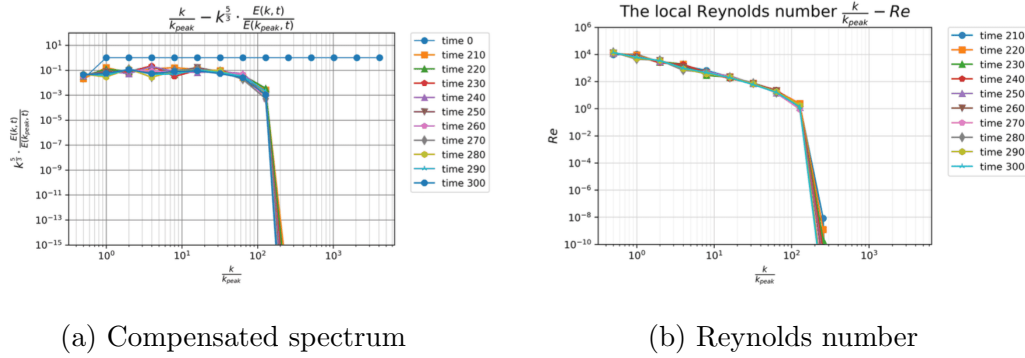 k/k_peak − k^(5/3) · E(k, t)/E(k_peak, t)
10^1
10^-1
10^-3
10^-5
10^-7
10^-9
10^-11
10^-13
10^-15
k^(5/3) · E(k, t)/E(k_peak, t)
10^0
10^1
10^2
10^3
k/k_peak
time 0
time 210
time 220
time 230
time 240
time 250
time 260
time 270
time 280
time 290
time 300
(a) Compensated spectrum
The local Reynolds number k/k_peak − Re
10^6
10^4
10^2
10^0
10^-2
10^-4
10^-6
10^-8
10^-10
Re
10^0
10^1
10^2
10^3
k/k_peak
time 210
time 220
time 230
time 240
time 250
time 260
time 270
time 280
time 290
time 300
(b) Reynolds number